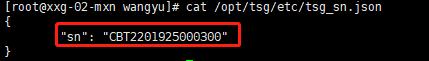 [root@xxg-02-mxn wangyu]# cat /opt/tsg/etc/tsg_sn.json
{
"sn": "CBT2201925000300"
}